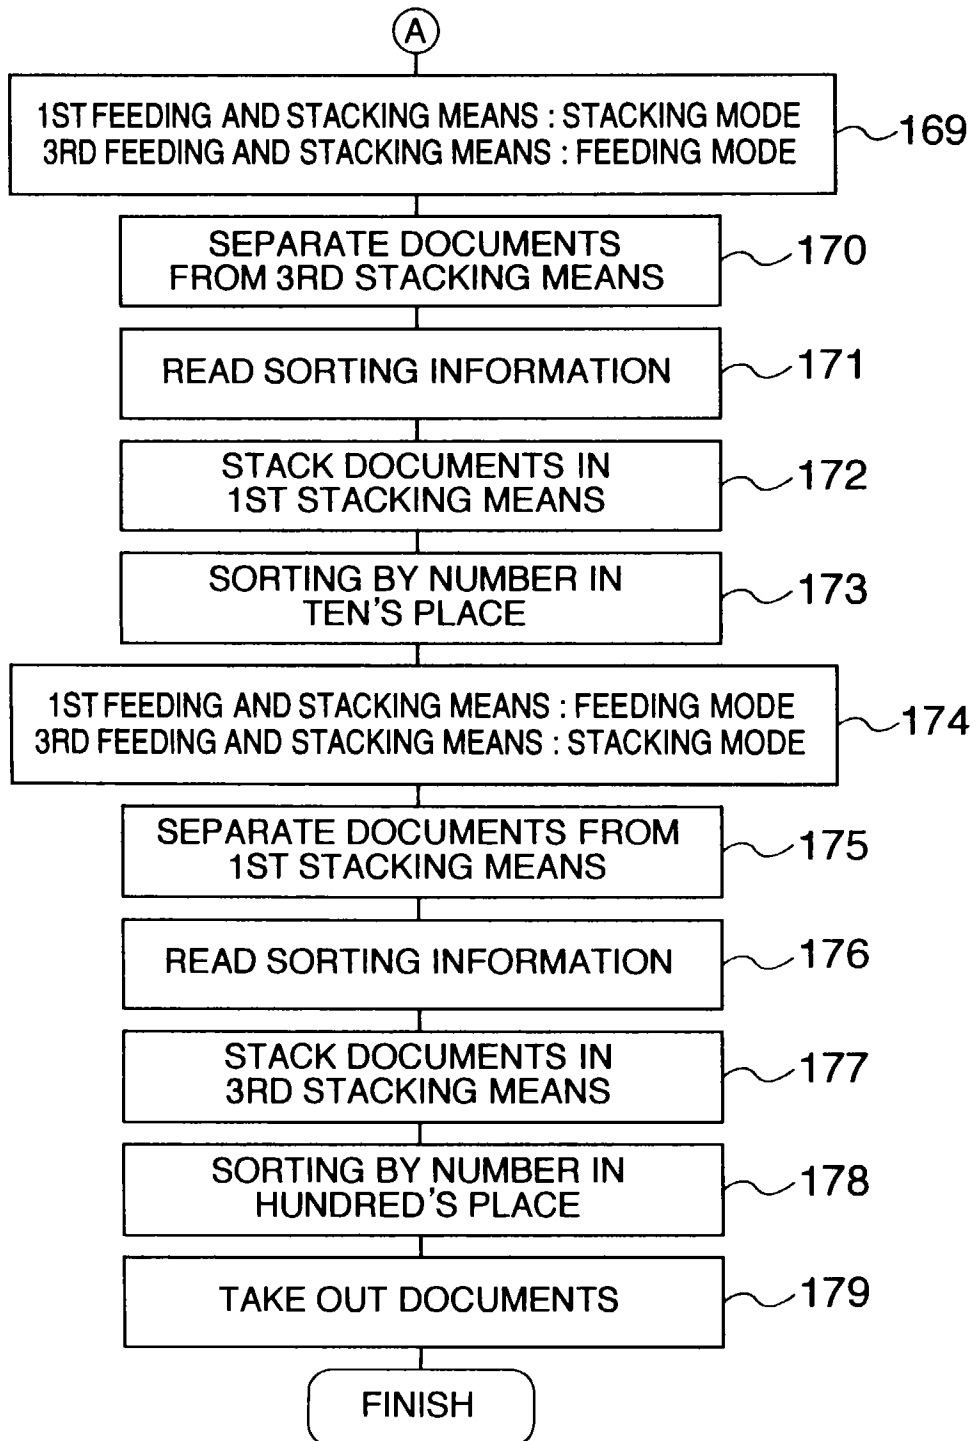 A
1ST FEEDING AND STACKING MEANS : STACKING MODE
3RD FEEDING AND STACKING MEANS : FEEDING MODE
169
SEPARATE DOCUMENTS
FROM 3RD STACKING MEANS
170
READ SORTING INFORMATION
171
STACK DOCUMENTS IN
1ST STACKING MEANS
172
SORTING BY NUMBER IN
TEN'S PLACE
173
1ST FEEDING AND STACKING MEANS : FEEDING MODE
3RD FEEDING AND STACKING MEANS : STACKING MODE
174
SEPARATE DOCUMENTS FROM
1ST STACKING MEANS
175
READ SORTING INFORMATION
176
STACK DOCUMENTS IN
3RD STACKING MEANS
177
SORTING BY NUMBER IN
HUNDRED'S PLACE
178
TAKE OUT DOCUMENTS
179
FINISH